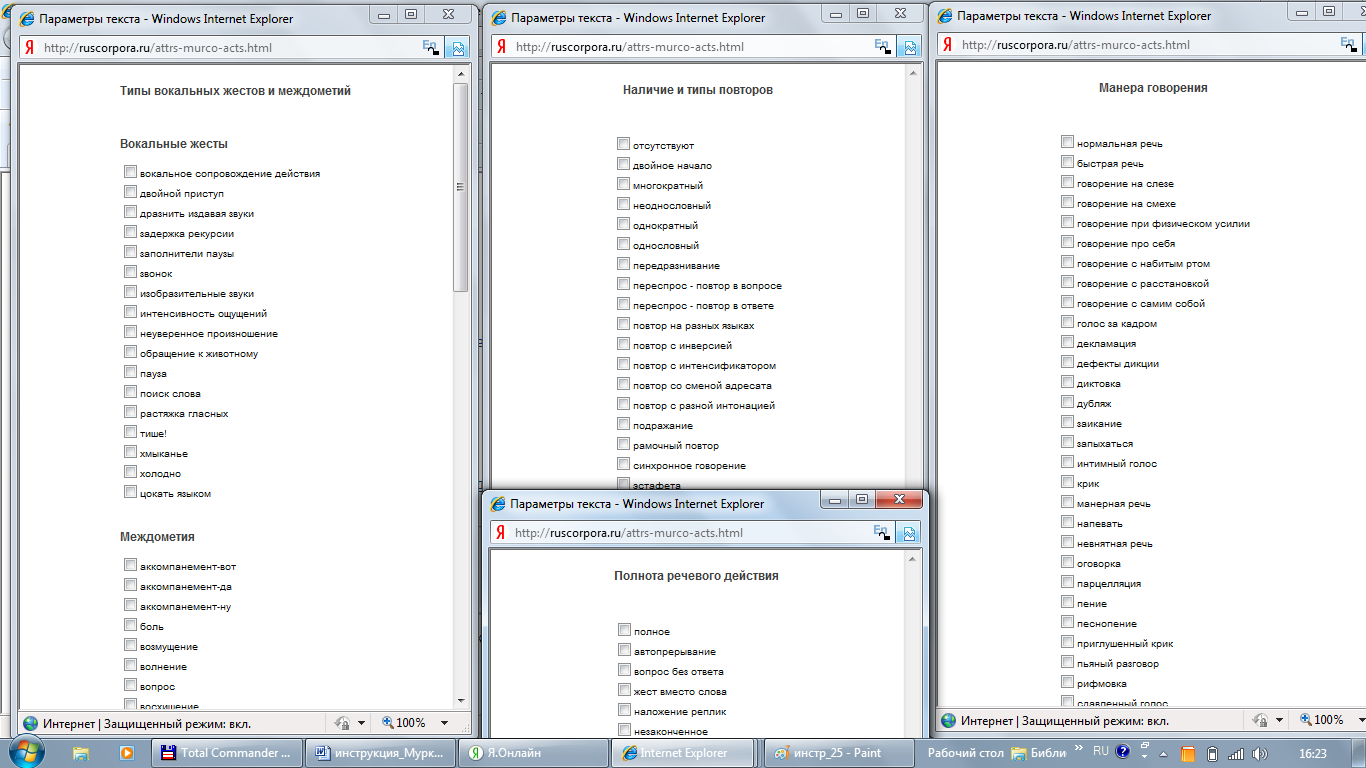 Параметры текста - Windows Internet Explorer
http://ruscorpora.ru/attrs-murco-acts.html
Типы вокальных жестов и междометий
Вокальные жесты
вокальное сопровождение действия
двойной приступ
дразнить издавая звуки
задержка рекурсии
заполнители паузы
звонок
изобразительные звуки
интенсивность ощущений
неуверенное произношение
обращение к животному
пауза
поиск слова
растяжка гласных
тише!
хмыканье
холодно
цокать языком
Междометия
аккомпанемент-вот
аккомпанемент-да
аккомпанемент-ну
боль
возмущение
волнение
вопрос
восхищение
Интернет | Защищенный режим: вкл.
100%
Параметры текста - Windows Internet Explorer
http://ruscorpora.ru/attrs-murco-acts.html
Наличие и типы повторов
отсутствуют
двойное начало
многократный
неоднословный
однократный
однословный
передразнивание
переспрос - повтор в вопросе
переспрос - повтор в ответе
повтор на разных языках
повтор с инверсией
повтор с интенсификатором
повтор со сменой адресата
повтор с разной интонацией
подражание
рамочный повтор
синхронное говорение
эстафета
Параметры текста - Windows Internet Explorer
http://ruscorpora.ru/attrs-murco-acts.html
Полнота речевого действия
полное
автопрерывание
вопрос без ответа
жест вместо слова
наложение реплик
незаконченное
Параметры текста - Windows Internet Explorer
http://ruscorpora.ru/attrs-murco-acts.html
Манера говорения
нормальная речь
быстрая речь
говорение на слезе
говорение на смехе
говорение при физическом усилии
говорение про себя
говорение с набитым ртом
говорение с расстановкой
говорение с самим собой
голос за кадром
декламация
дефекты дикции
диктовка
дубляж
заикание
запыхаться
интимный голос
крик
манерная речь
напевать
невнятная речь
оговорка
парцелляция
пение
песнопение
приглушенный крик
пьяный разговор
рифмовка
сдавленный голос
Интернет | Защищенный режим: вкл.
100%
Total Commander ...
инструкция_Мурк...
Я.Онлайн
Internet Explorer
инстр_25 - Paint
Рабочий стол
Библи
»
RU
16:23